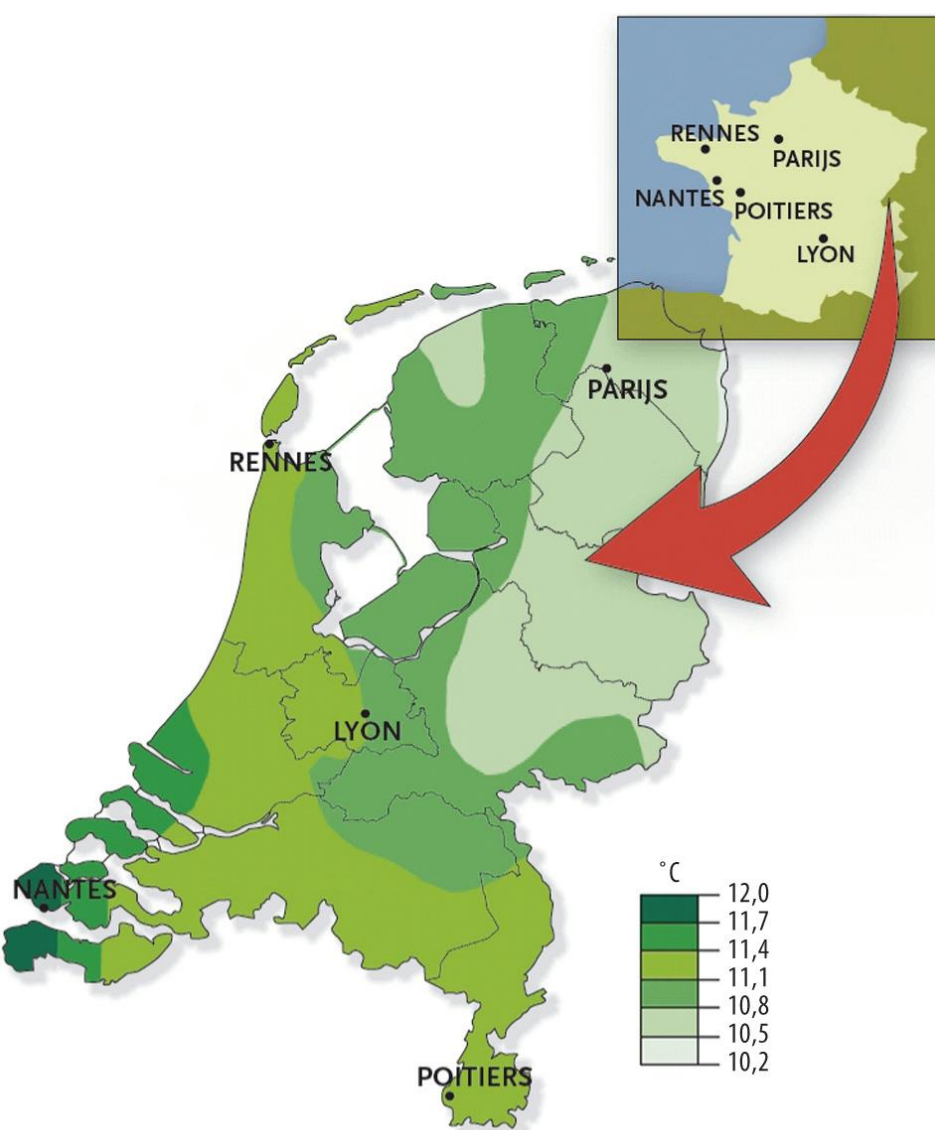 RENNES
PARIJS
NANTES
POITIERS
LYON
PARIJS
RENNES
LYON
NANTES
POITIERS
°C
12,0
11,7
11,4
11,1
10,8
10,5
10,2